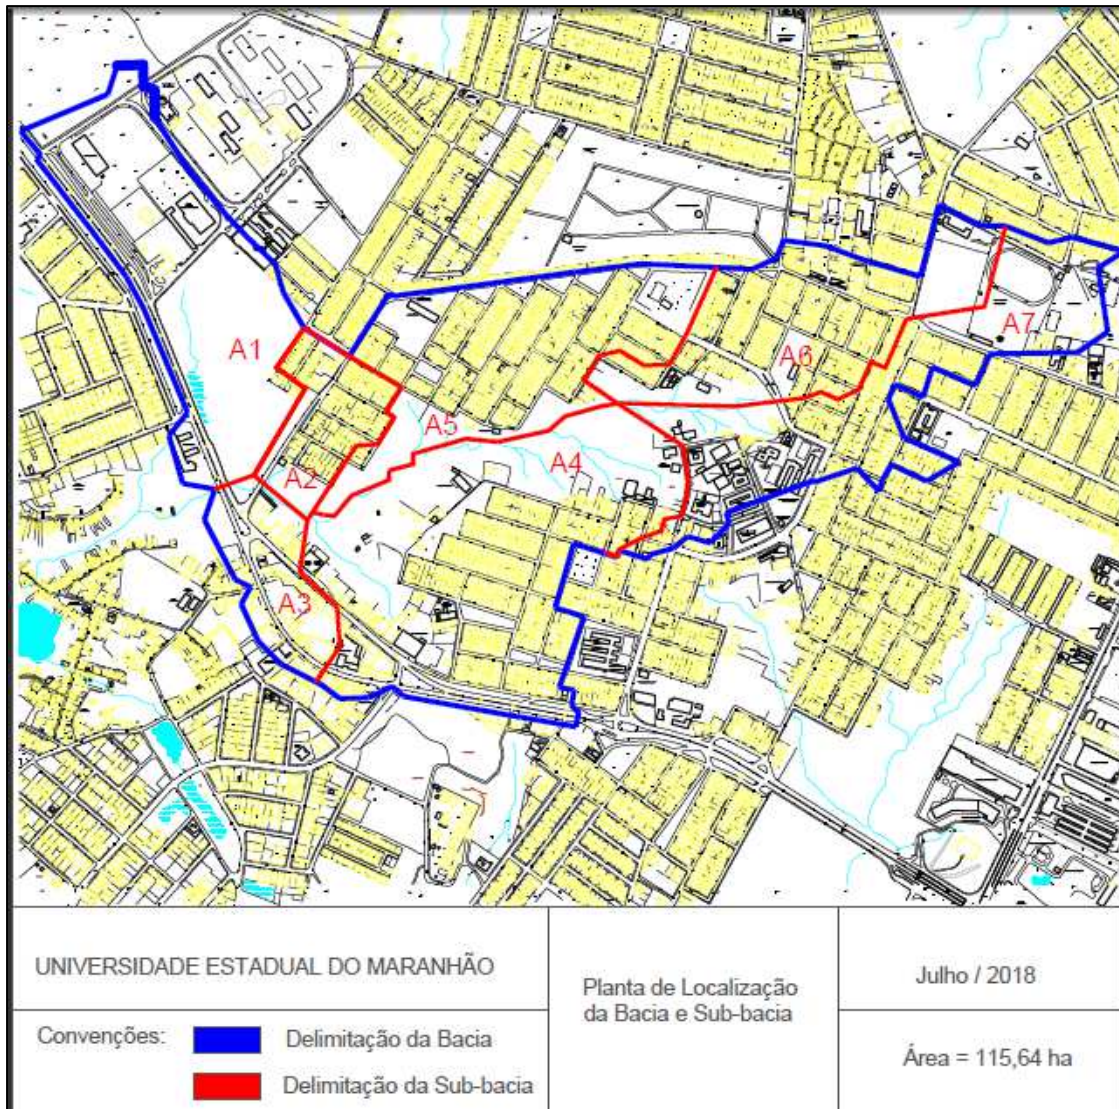 A1
A2
A3
A4
A5
A6
A7
UNIVERSIDADE ESTADUAL DO MARANHÃO
Convenções:
Delimitação da Bacia
Delimitação da Sub-bacia
Planta de Localização
da Bacia e Sub-bacia
Julho / 2018
Área = 115,64 ha